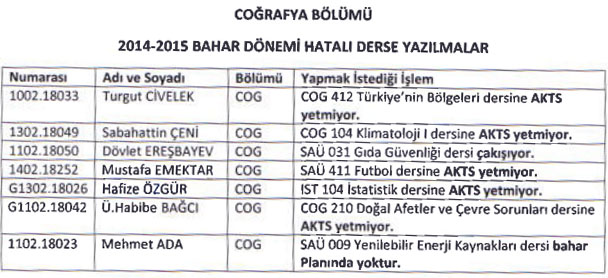 COĞRAFYA BÖLÜMÜ
2014-2015 BAHAR DÖNEMİ HATALI DERSE YAZILMALAR
Numarası Adı ve Soyadı Bölümü Yapmak İstediği İşlem
1002.18033 Turgut CİVELEK COG COG 412 Türkiye'nin Bölgeleri dersine AKTS
yetmiyor.
1302.18049 Sabahattin ÇENİ COG COG 104 Klimatoloji I dersine AKTS yetmiyor.
1102.18050 Dövlet EREŞBAYEV COG SAÜ 031 Gıda Güvenliği dersi çakışıyor.
1402.18252 Mustafa EMEKTAR COG SAÜ 411 Futbol dersine AKTS yetmiyor.
G1302.18026 Hafize ÖZGÜR COG IST 104 İstatistik dersine AKTS yetmiyor.
G1102.18042 Ü.Habibe BAĞCI COG COG 210 Doğal Afetler ve Çevre Sorunları dersine
AKTS yetmiyor.
1102.18023 Mehmet ADA COG SAÜ 009 Yenilebilir Enerji Kaynakları dersi bahar
Planında yoktur.